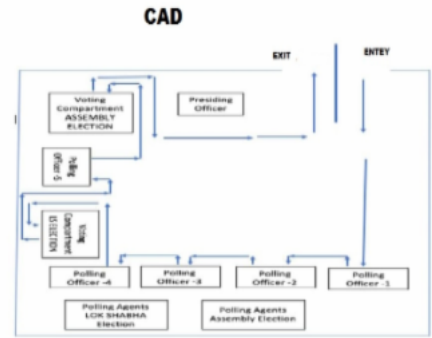 CAD
EXIT
ENTEY
Voting
Compartment
ASSEMBLY
ELECTION
Presiding
Officer
Polling
Officer-5
Voting
Compartment
LS ELECTION
Polling
Officer -4
Polling
Officer -3
Polling
Officer -2
Polling
Officer -1
Polling Agents
LOK SHABHA
Election
Polling Agents
Assembly Election